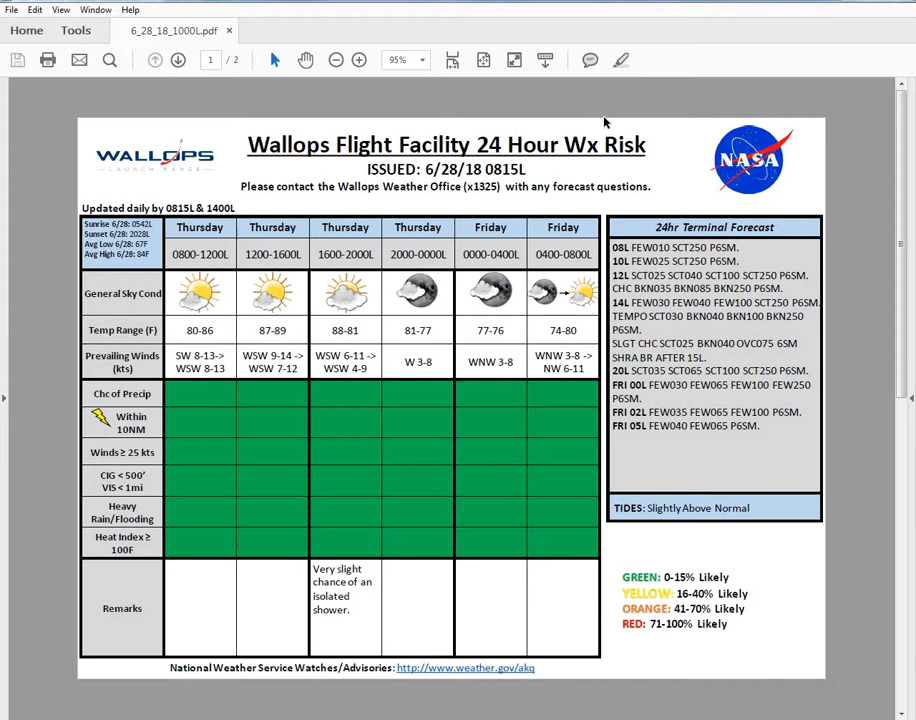 File Edit View Window Help
Home Tools 6_28_18_1000L.pdf ×
1 / 2 95%
WALLOPS
LAUNCH RANGE
Wallops Flight Facility 24 Hour Wx Risk
ISSUED: 6/28/18 0815L
Please contact the Wallops Weather Office (x1325) with any forecast questions.
NASA
Updated daily by 0815L & 1400L
Sunrise 6/28: 0542L
Sunset 6/28: 2028L
Avg Low 6/28: 67F
Avg High 6/28: 84F
Thursday Thursday Thursday Thursday Friday Friday
0800-1200L 1200-1600L 1600-2000L 2000-0000L 0000-0400L 0400-0800L
General Sky Cond
Temp Range (F) 80-86 87-89 88-81 81-77 77-76 74-80
Prevailing Winds (kts) SW 8-13-> WSW 8-13 WSW 9-14 -> WSW 7-12 WSW 6-11 -> WSW 4-9 W 3-8 WNW 3-8 WNW 3-8 -> NW 6-11
Chc of Precip
Within 10NM
Winds ≥ 25 kts
CIG < 500'
VIS < 1mi
Heavy Rain/Flooding
Heat Index ≥ 100F
Remarks
Very slight
chance of an
isolated
shower.
24hr Terminal Forecast
08L FEW010 SCT250 P6SM.
10L FEW025 SCT250 P6SM.
12L SCT025 SCT040 SCT100 SCT250 P6SM.
CHC BKN035 BKN085 BKN250 P6SM.
14L FEW030 FEW040 FEW100 SCT250 P6SM.
TEMPO SCT030 BKN040 BKN100 BKN250
P6SM.
SLGT CHC SCT025 BKN040 OVC075 6SM
SHRA BR AFTER 15L.
20L SCT035 SCT065 SCT100 SCT250 P6SM.
FRI 00L FEW030 FEW065 FEW100 FEW250
P6SM.
FRI 02L FEW035 FEW065 FEW100 P6SM.
FRI 05L FEW040 FEW065 P6SM.
TIDES: Slightly Above Normal
GREEN: 0-15% Likely
YELLOW: 16-40% Likely
ORANGE: 41-70% Likely
RED: 71-100% Likely
National Weather Service Watches/Advisories: http://www.weather.gov/akq